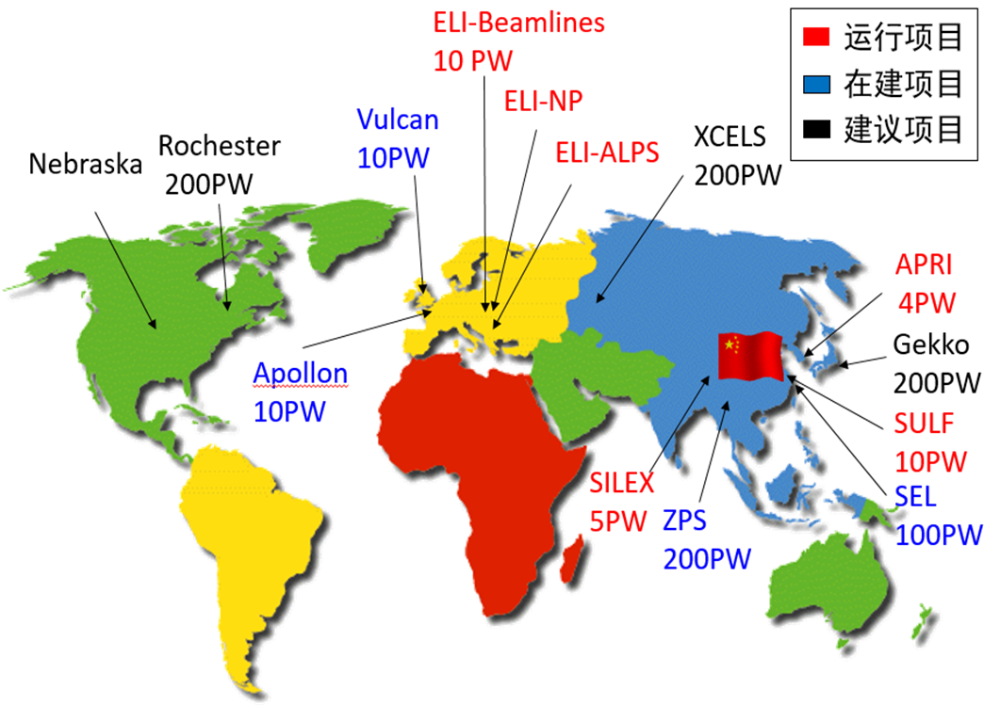 ELI-Beamlines
10 PW
ELI-NP
ELI-ALPS
Vulcan
10PW
Nebraska
Rochester
200PW
XCELS
200PW
运行项目
在建项目
建议项目
APRI
4PW
Gekko
200PW
Apollon
10PW
SULF
10PW
SILEX
5PW
ZPS
200PW
SEL
100PW